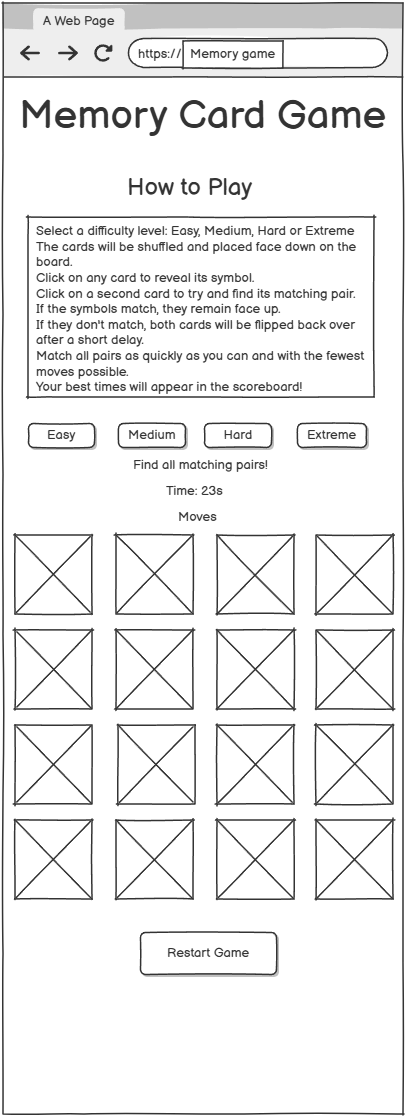 A Web Page
https://
Memory game
Memory Card Game
How to Play
Select a difficulty level: Easy, Medium, Hard or Extreme
The cards will be shuffled and placed face down on the
board.
Click on any card to reveal its symbol.
Click on a second card to try and find its matching pair.
If the symbols match, they remain face up.
If they don't match, both cards will be flipped back over
after a short delay.
Match all pairs as quickly as you can and with the fewest
moves possible.
Your best times will appear in the scoreboard!
Easy
Medium
Hard
Extreme
Find all matching pairs!
Time: 23s
Moves
Restart Game